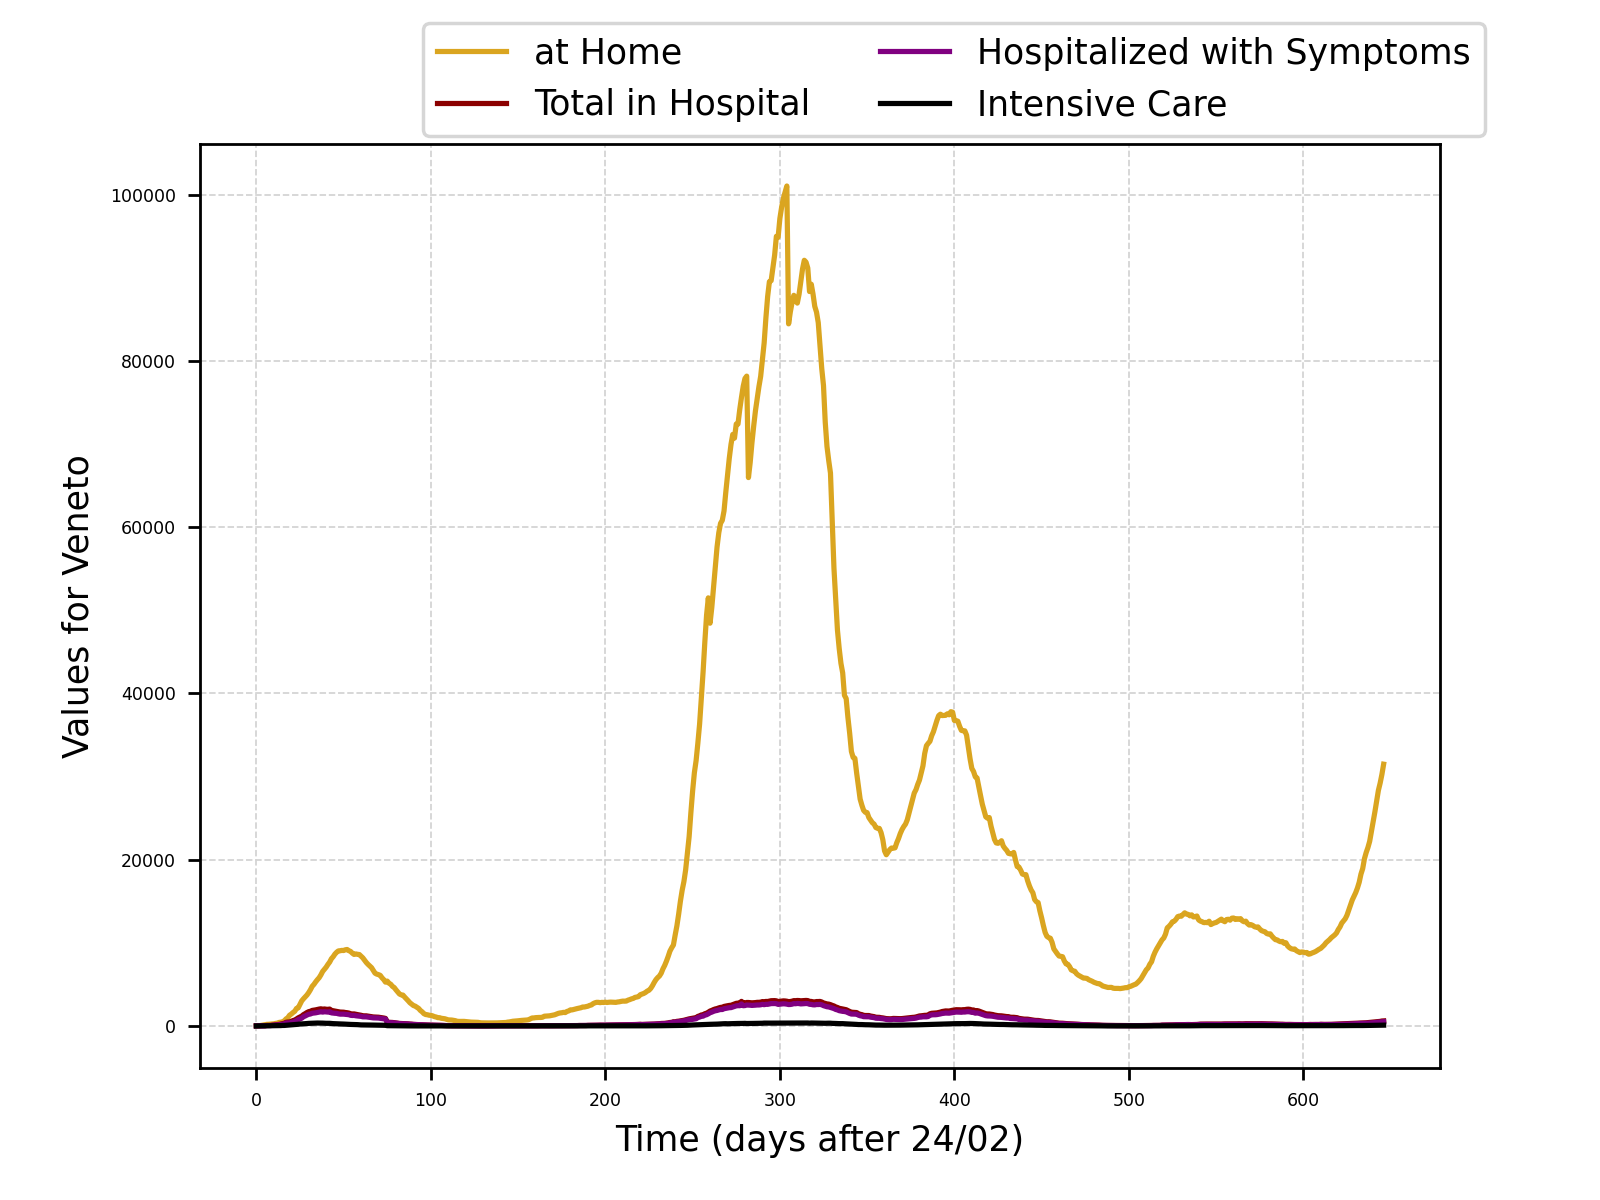 at Home
Total in Hospital
Hospitalized with Symptoms
Intensive Care
Values for Veneto
100000
80000
60000
40000
20000
0
0 100 200 300 400 500 600
Time (days after 24/02)